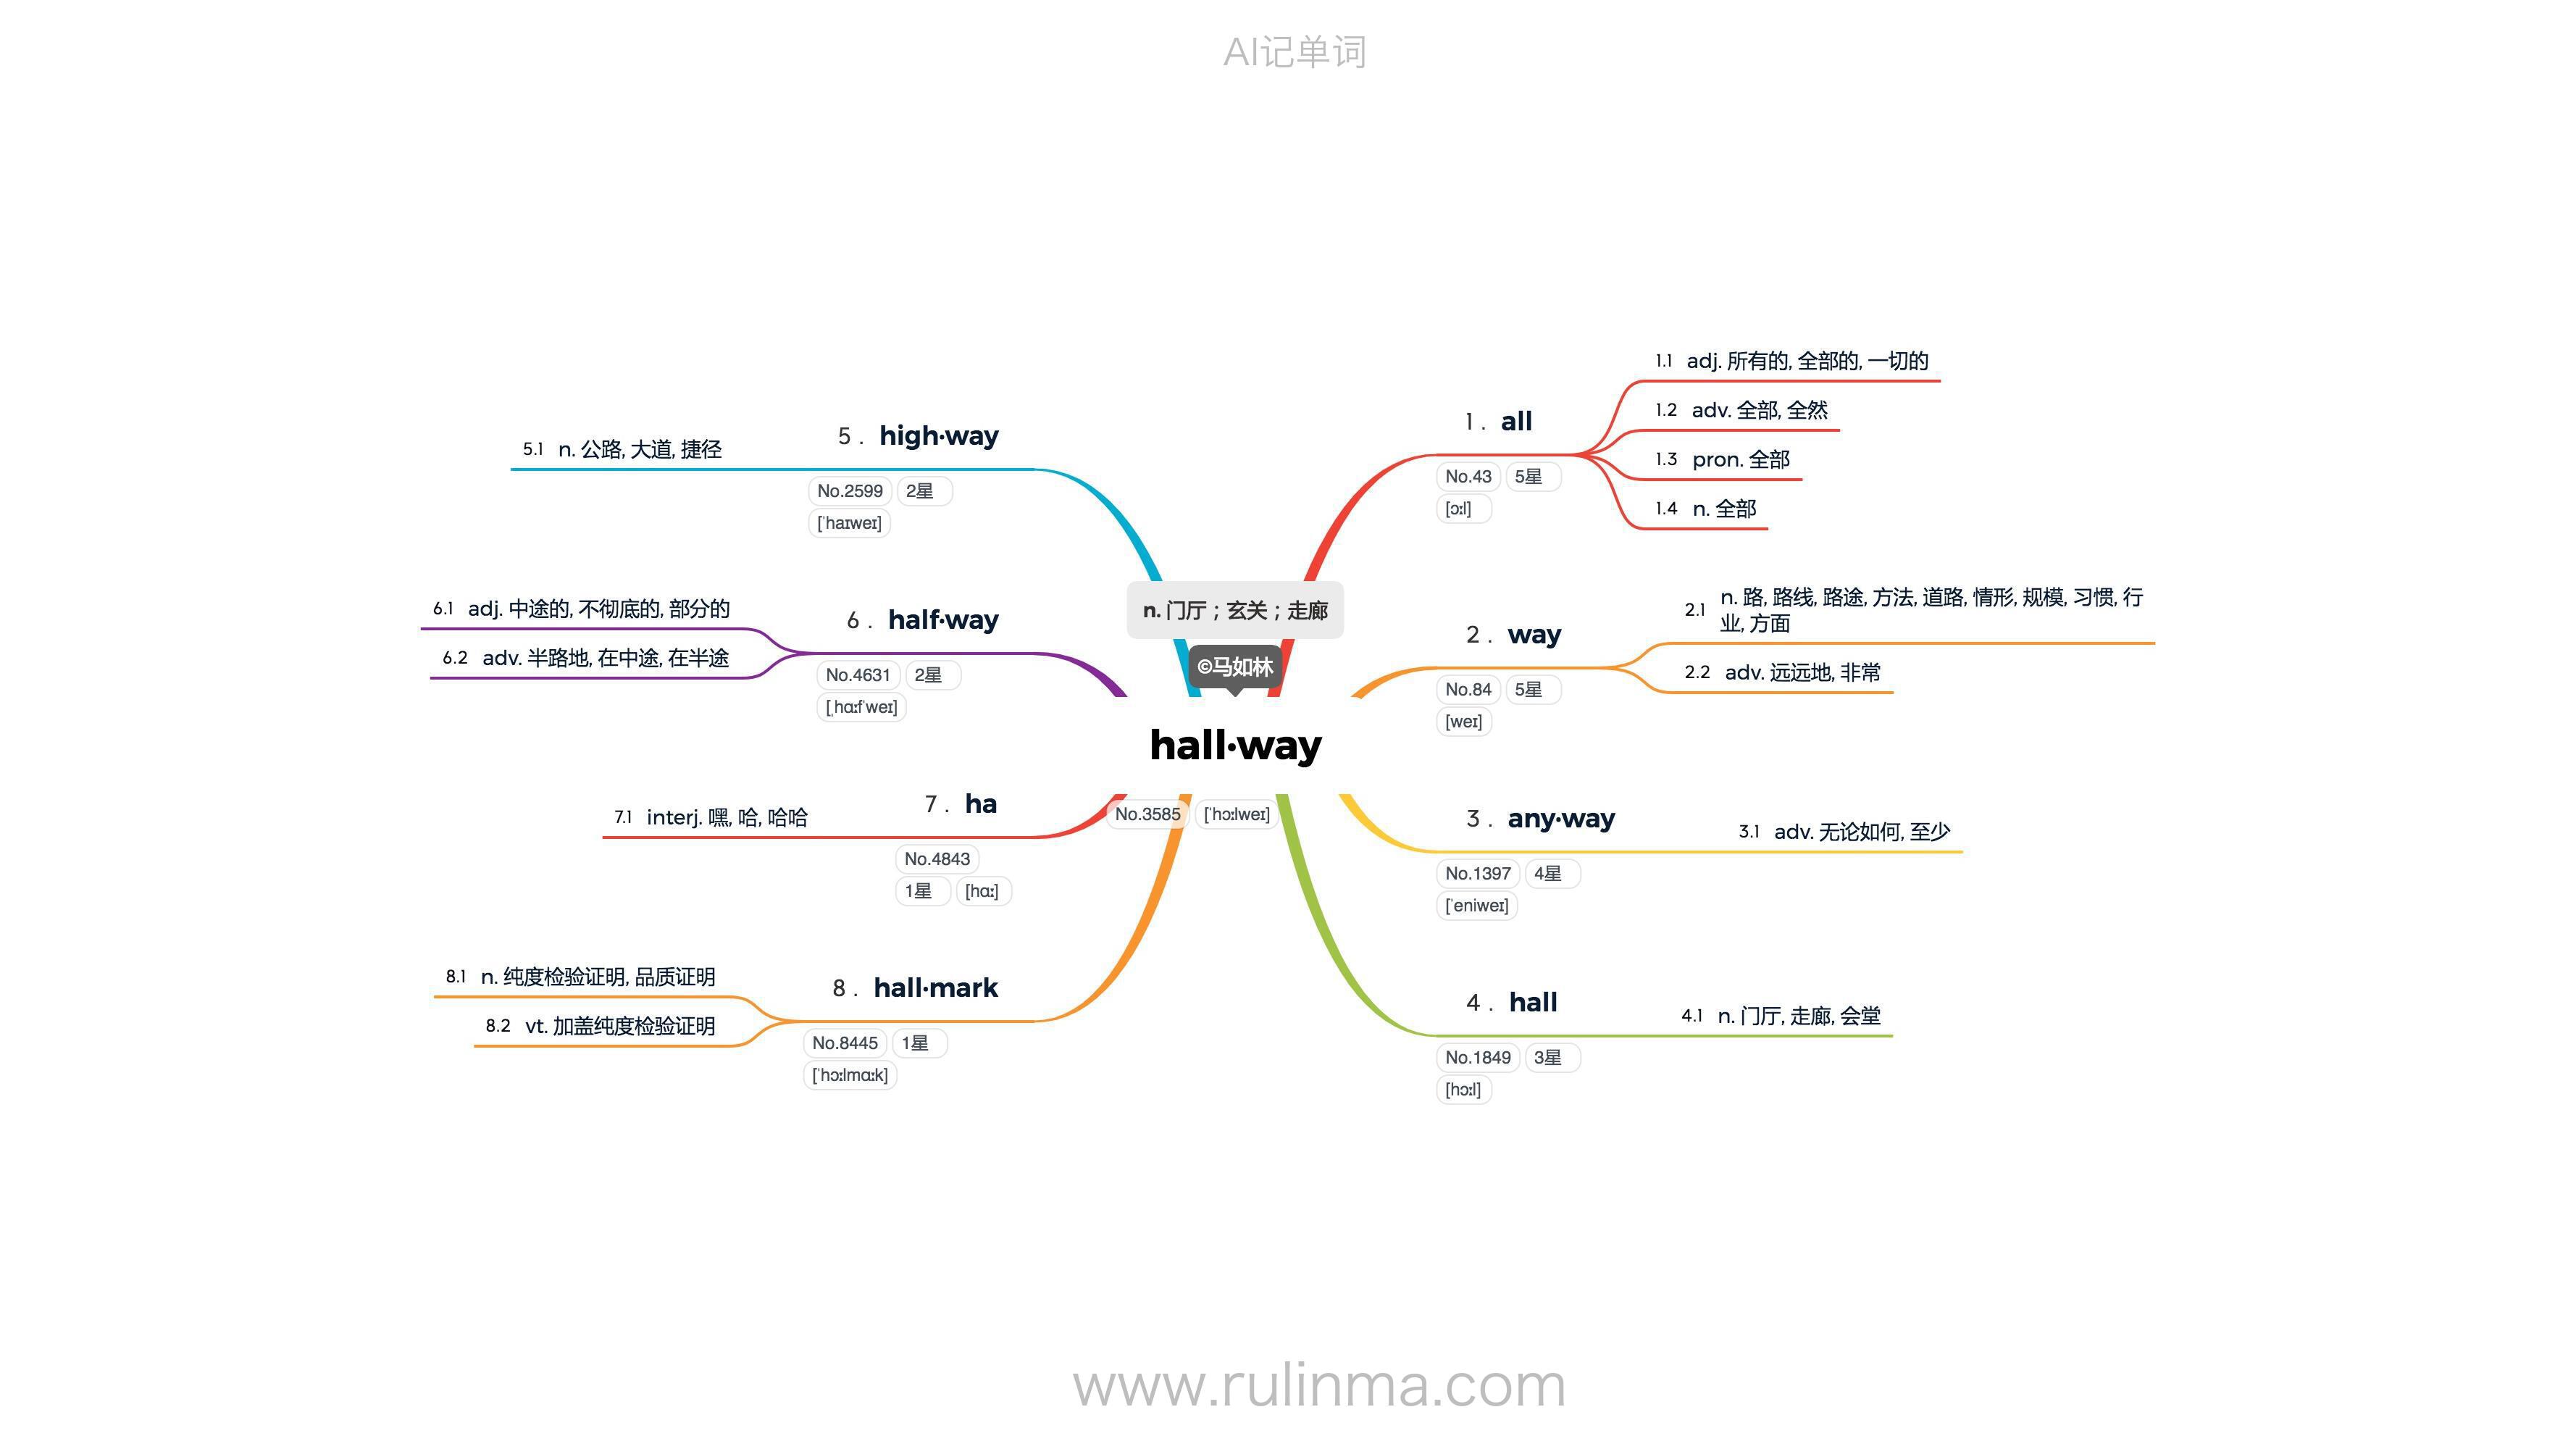 AI记单词
n. 门厅；玄关；走廊
©马如林
hall·way
No.3585 [ˈhɔːlweɪ]
1 . all
No.43 5星
[ɔːl]
1.1 adj. 所有的, 全部的, 一切的
1.2 adv. 全部, 全然
1.3 pron. 全部
1.4 n. 全部
2 . way
No.84 5星
[weɪ]
2.1 n. 路, 路线, 路途, 方法, 道路, 情形, 规模, 习惯, 行
业, 方面
2.2 adv. 远远地, 非常
3 . any·way
No.1397 4星
[ˈeniweɪ]
3.1 adv. 无论如何, 至少
4 . hall
No.1849 3星
[hɔːl]
4.1 n. 门厅, 走廊, 会堂
5 . high·way
No.2599 2星
[ˈhaɪweɪ]
5.1 n. 公路, 大道, 捷径
6 . half·way
No.4631 2星
[ˌhɑːfˈweɪ]
6.1 adj. 中途的, 不彻底的, 部分的
6.2 adv. 半路地, 在中途, 在半途
7 . ha
No.4843
1星 [hɑː]
7.1 interj. 嘿, 哈, 哈哈
8 . hall·mark
No.8445 1星
[ˈhɔːlmɑːk]
8.1 n. 纯度检验证明, 品质证明
8.2 vt. 加盖纯度检验证明
www.rulinma.com